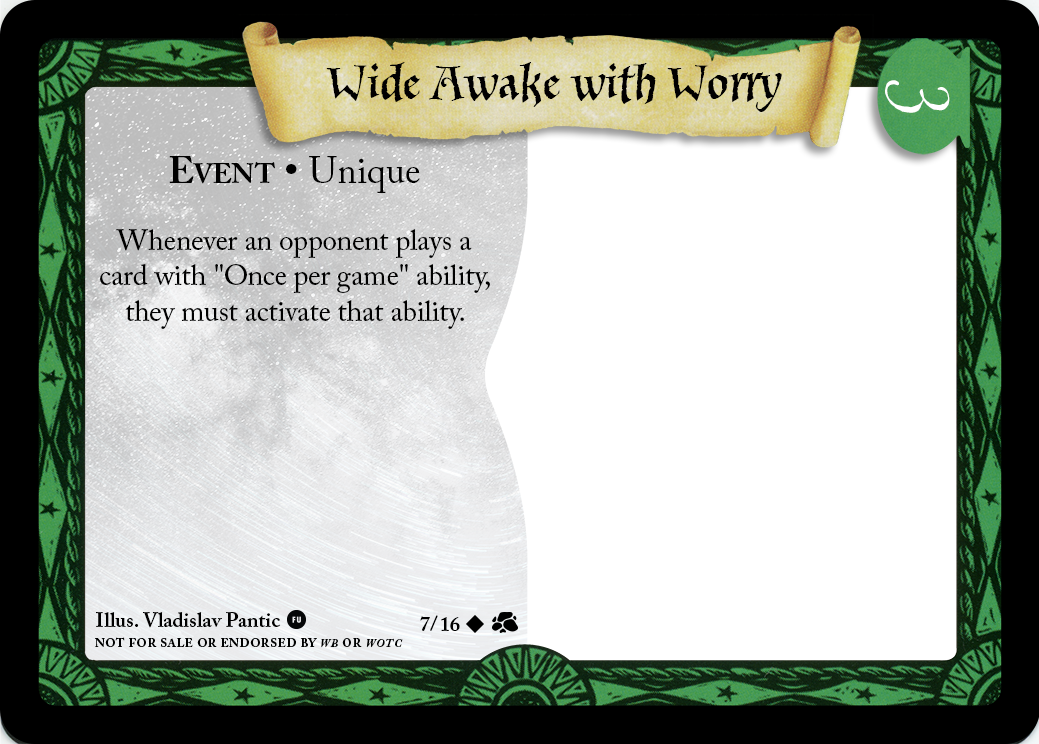 Wide Awake with Worry
3
EVENT • Unique
Whenever an opponent plays a
card with "Once per game" ability,
they must activate that ability.
Illus. Vladislav Pantic FU
7/16
NOT FOR SALE OR ENDORSED BY WB OR WOTC